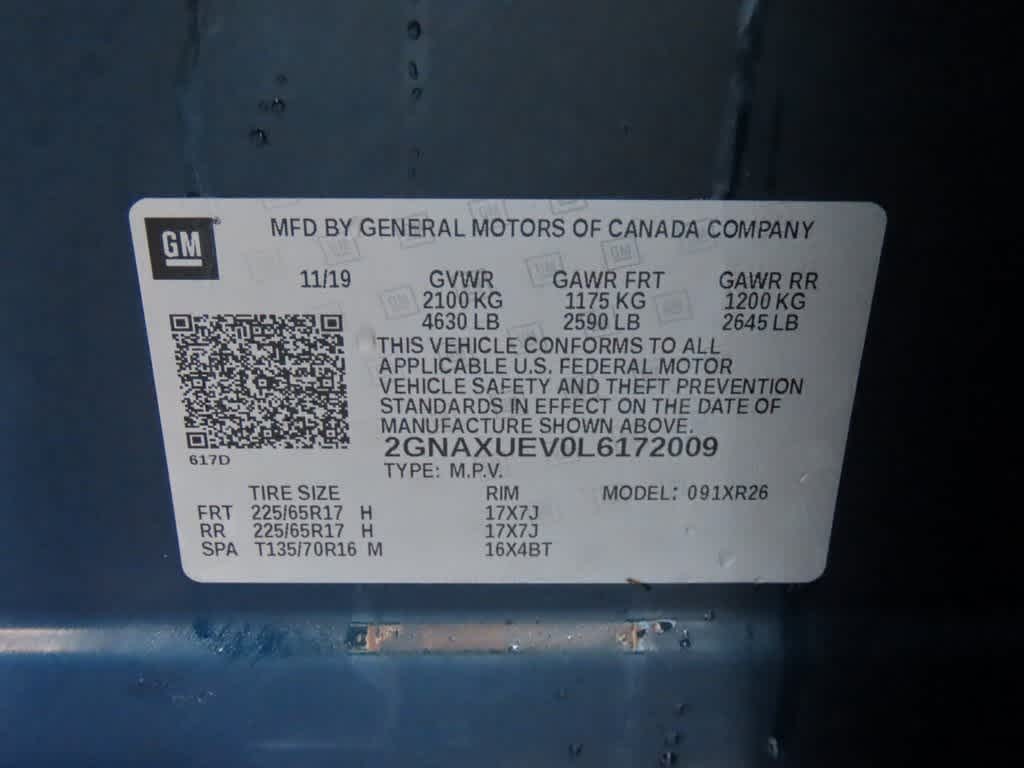 GM
MFD BY GENERAL MOTORS OF CANADA COMPANY
11/19 GVWR GAWR FRT GAWR RR
2100 KG 1175 KG 1200 KG
4630 LB 2590 LB 2645 LB
THIS VEHICLE CONFORMS TO ALL
APPLICABLE U.S. FEDERAL MOTOR
VEHICLE SAFETY AND THEFT PREVENTION
STANDARDS IN EFFECT ON THE DATE OF
MANUFACTURE SHOWN ABOVE.
2GNAXUEV0L6172009
617D
TYPE: M.P.V.
TIRE SIZE RIM MODEL: 091XR26
FRT 225/65R17 H 17X7J
RR 225/65R17 H 17X7J
SPA T135/70R16 M 16X4BT